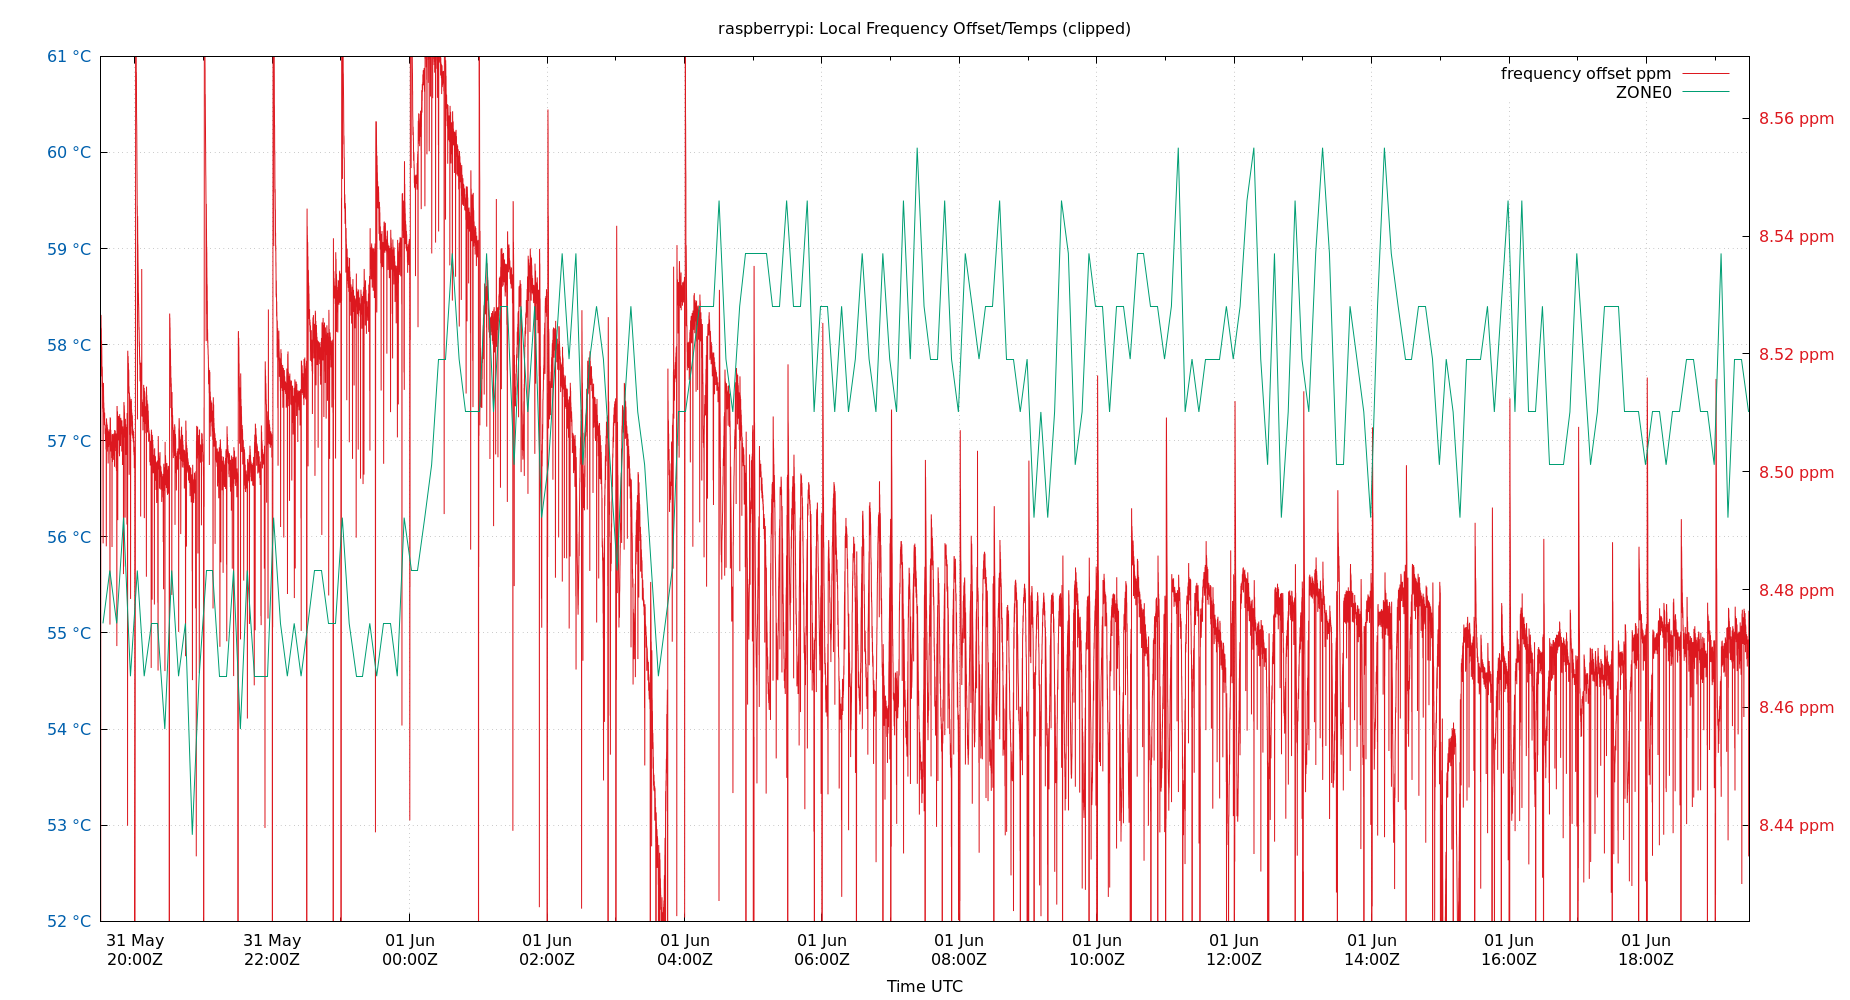 raspberrypi: Local Frequency Offset/Temps (clipped)
frequency offset ppm
ZONE0
61 °C
60 °C
59 °C
58 °C
57 °C
56 °C
55 °C
54 °C
53 °C
52 °C
8.56 ppm
8.54 ppm
8.52 ppm
8.50 ppm
8.48 ppm
8.46 ppm
8.44 ppm
31 May 31 May 01 Jun 01 Jun 01 Jun 01 Jun 01 Jun 01 Jun 01 Jun 01 Jun 01 Jun 01 Jun
20:00Z 22:00Z 00:00Z 02:00Z 04:00Z 06:00Z 08:00Z 10:00Z 12:00Z 14:00Z 16:00Z 18:00Z
Time UTC